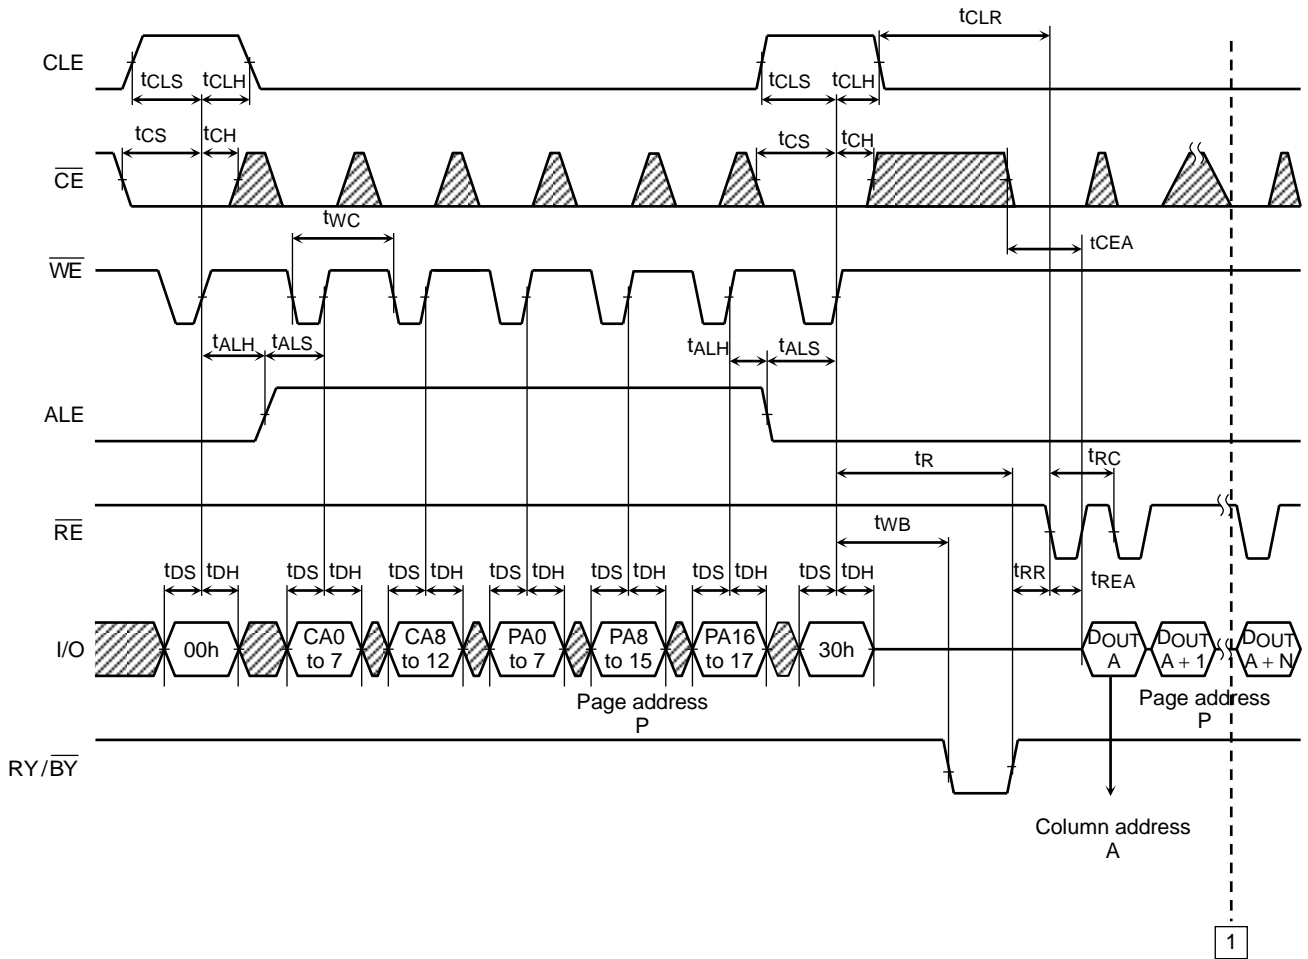 tCLR
CLE
tCLS
tCLH
tCLS
tCLH
tCS
tCH
tCS
tCH
CE
tWC
tCEA
WE
tALH
tALS
tALH
tALS
ALE
tR
tRC
RE
tWB
tDS
tDH
tDS
tDH
tDS
tDH
tDS
tDH
tDS
tDH
tDS
tDH
tDS
tDH
tRR
tREA
I/O
00h
CA0
to 7
CA8
to 12
PA0
to 7
PA8
to 15
PA16
to 17
30h
DOUT
A
DOUT
A + 1
DOUT
A + N
Page address
P
Page address
P
RY/BY
Column address
A
1